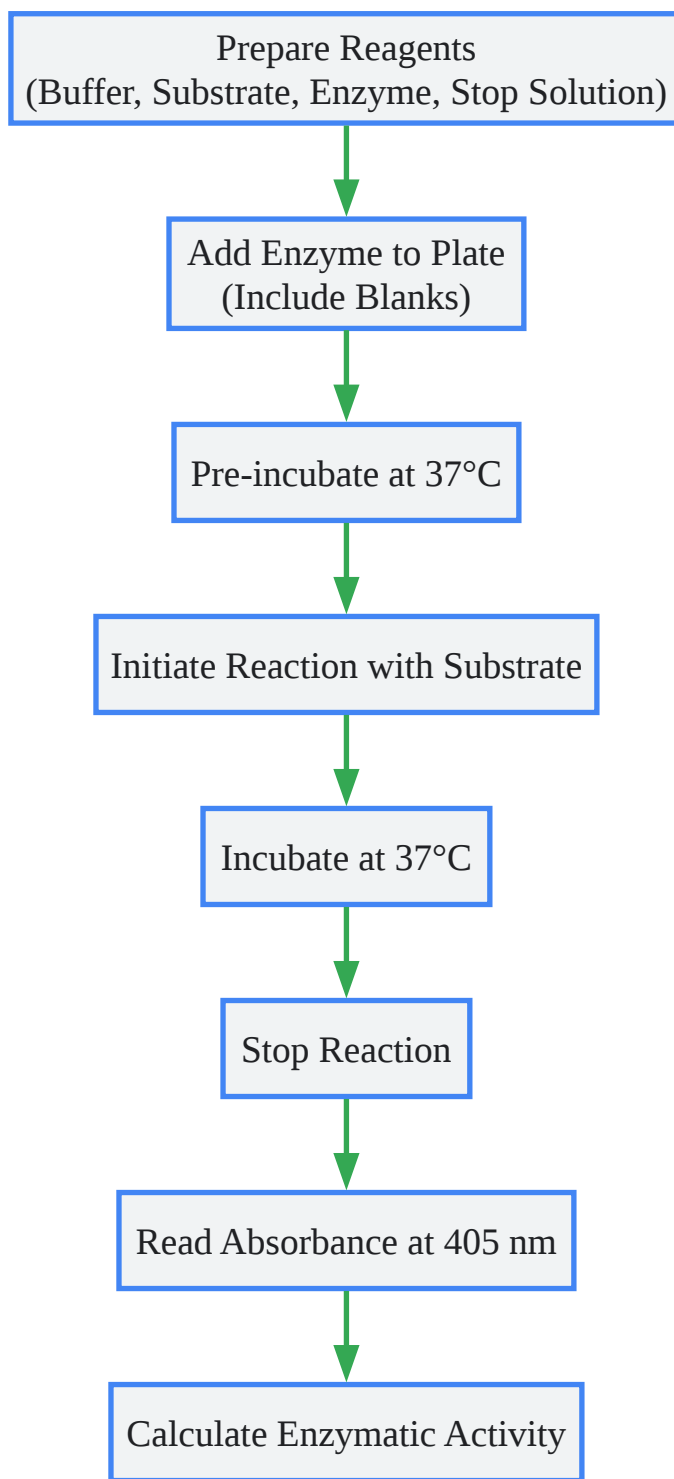 Prepare Reagents
(Buffer, Substrate, Enzyme, Stop Solution)
Add Enzyme to Plate
(Include Blanks)
Pre-incubate at 37°C
Initiate Reaction with Substrate
Incubate at 37°C
Stop Reaction
Read Absorbance at 405 nm
Calculate Enzymatic Activity